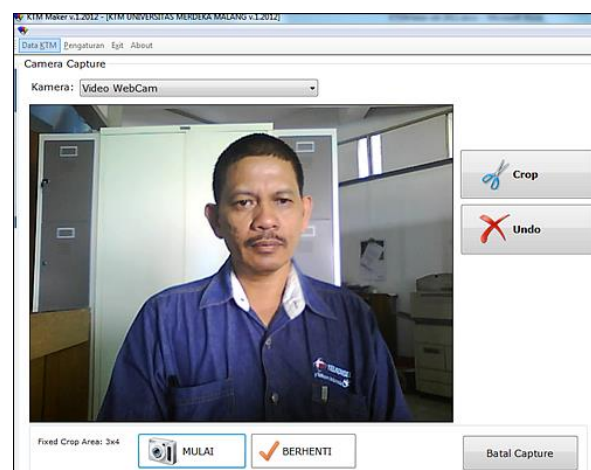 KTM Maker v.1.2012 - [KTM UNIVERSITAS MERDEKA MALANG v.1.2012]
Data KTM Pengaturan Exit About
Camera Capture
Kamera: Video WebCam
Crop
Undo
Fixed Crop Area: 3x4
MULAI
BERHENTI
Batal Capture